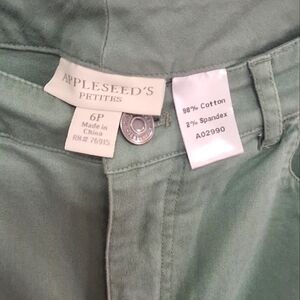 APPLESEED'S
PETITES
6P
Made in
China
RN# 76915
98% Cotton
2% Spandex
A02990